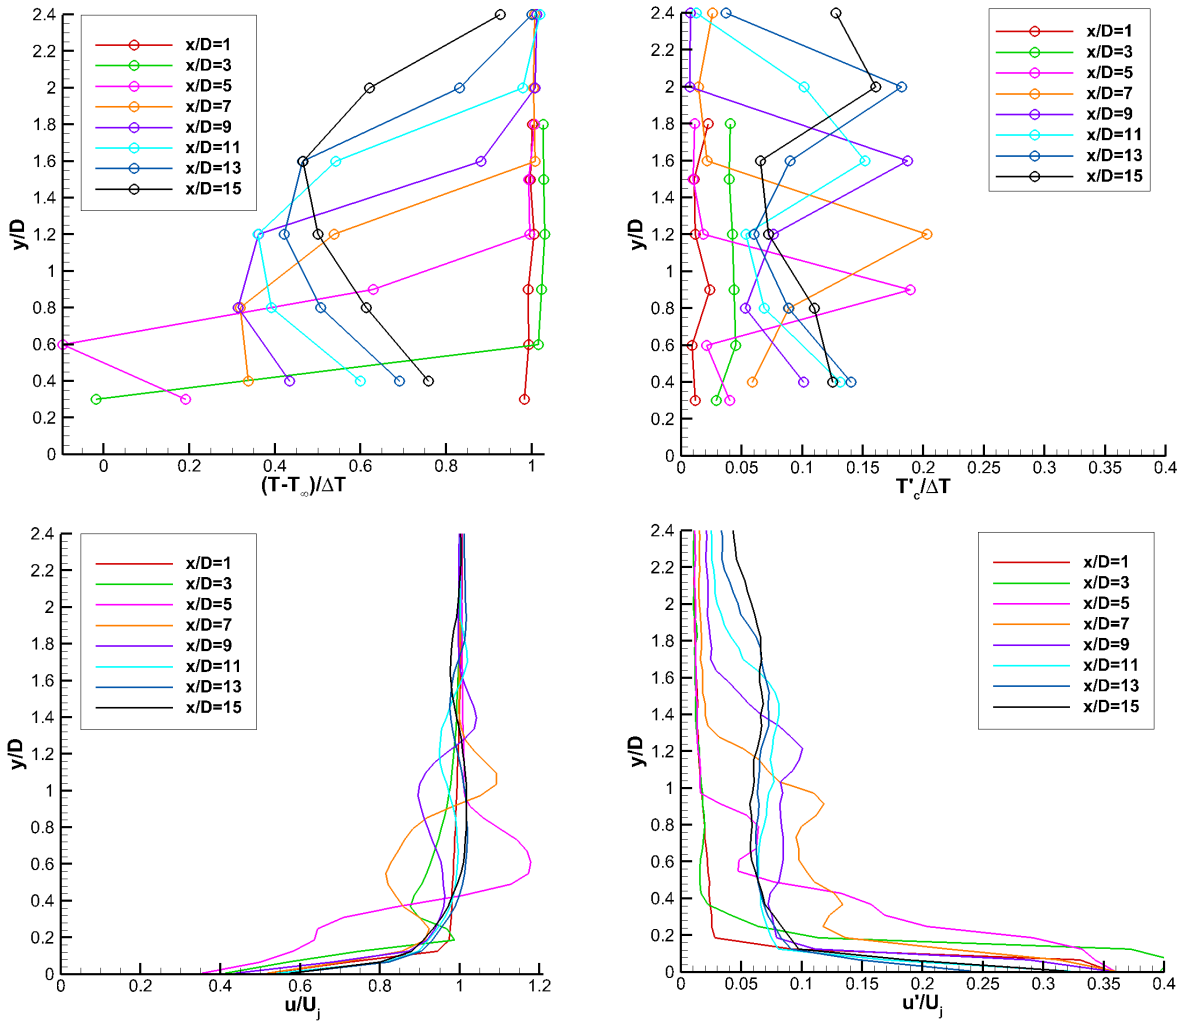 2.4
2.2
2
1.8
1.6
1.4
1.2
1
0.8
0.6
0.4
0.2
0
y/D
x/D=1
x/D=3
x/D=5
x/D=7
x/D=9
x/D=11
x/D=13
x/D=15
0 0.2 0.4 0.6 0.8 1
(T-T∞)/ΔT
2.4
2.2
2
1.8
1.6
1.4
1.2
1
0.8
0.6
0.4
0.2
0
y/D
x/D=1
x/D=3
x/D=5
x/D=7
x/D=9
x/D=11
x/D=13
x/D=15
0 0.05 0.1 0.15 0.2 0.25 0.3 0.35 0.4
T'c/ΔT
2.4
2.2
2
1.8
1.6
1.4
1.2
1
0.8
0.6
0.4
0.2
0
y/D
x/D=1
x/D=3
x/D=5
x/D=7
x/D=9
x/D=11
x/D=13
x/D=15
0 0.2 0.4 0.6 0.8 1 1.2
u/Uj
2.4
2.2
2
1.8
1.6
1.4
1.2
1
0.8
0.6
0.4
0.2
0
y/D
x/D=1
x/D=3
x/D=5
x/D=7
x/D=9
x/D=11
x/D=13
x/D=15
0 0.05 0.1 0.15 0.2 0.25 0.3 0.35 0.4
u'/Uj